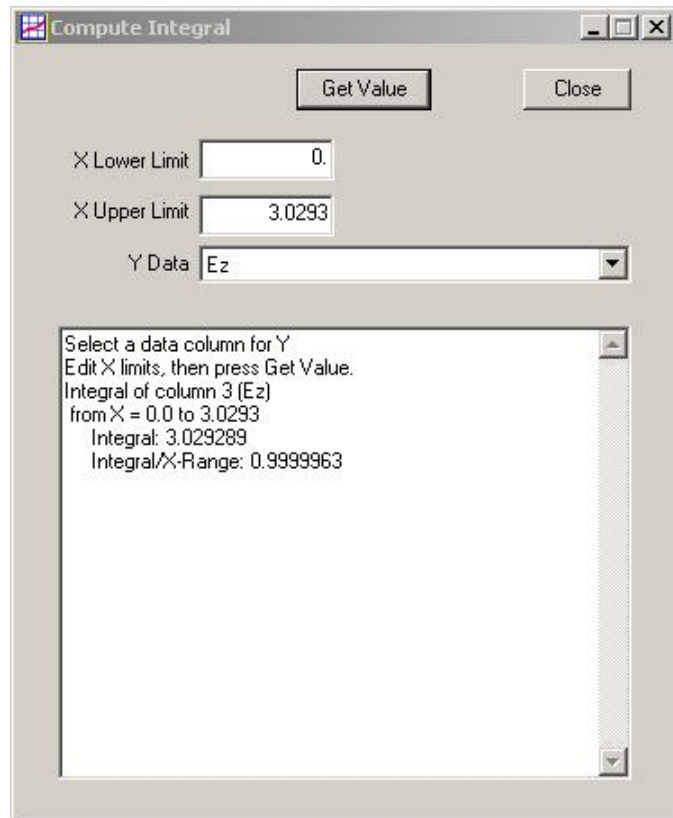 Compute Integral
Get Value Close
X Lower Limit 0.
X Upper Limit 3.0293
Y Data Ez
Select a data column for Y
Edit X limits, then press Get Value.
Integral of column 3 (Ez)
from X = 0.0 to 3.0293
Integral: 3.029289
Integral/X-Range: 0.9999963